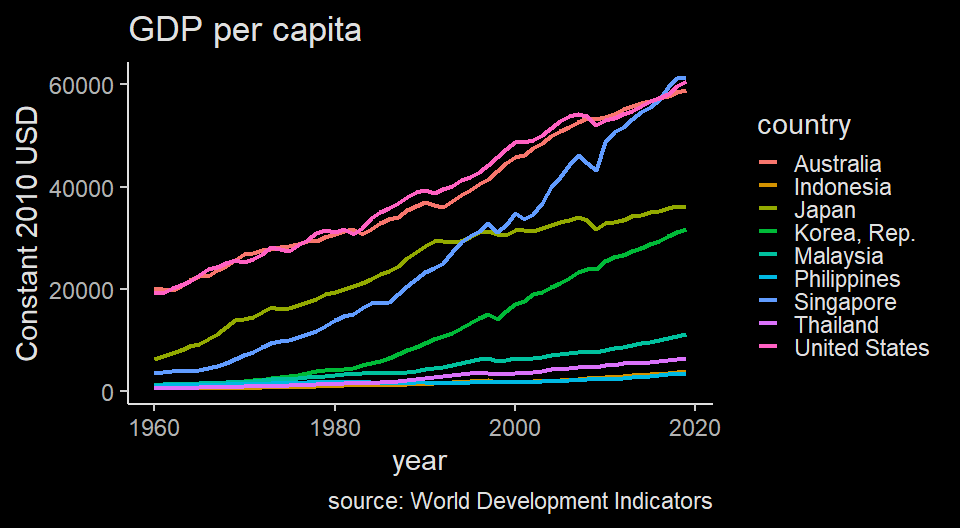 GDP per capita
Constant 2010 USD
60000
40000
20000
0
1960
1980
2000
2020
year
country
Australia
Indonesia
Japan
Korea, Rep.
Malaysia
Philippines
Singapore
Thailand
United States
source: World Development Indicators